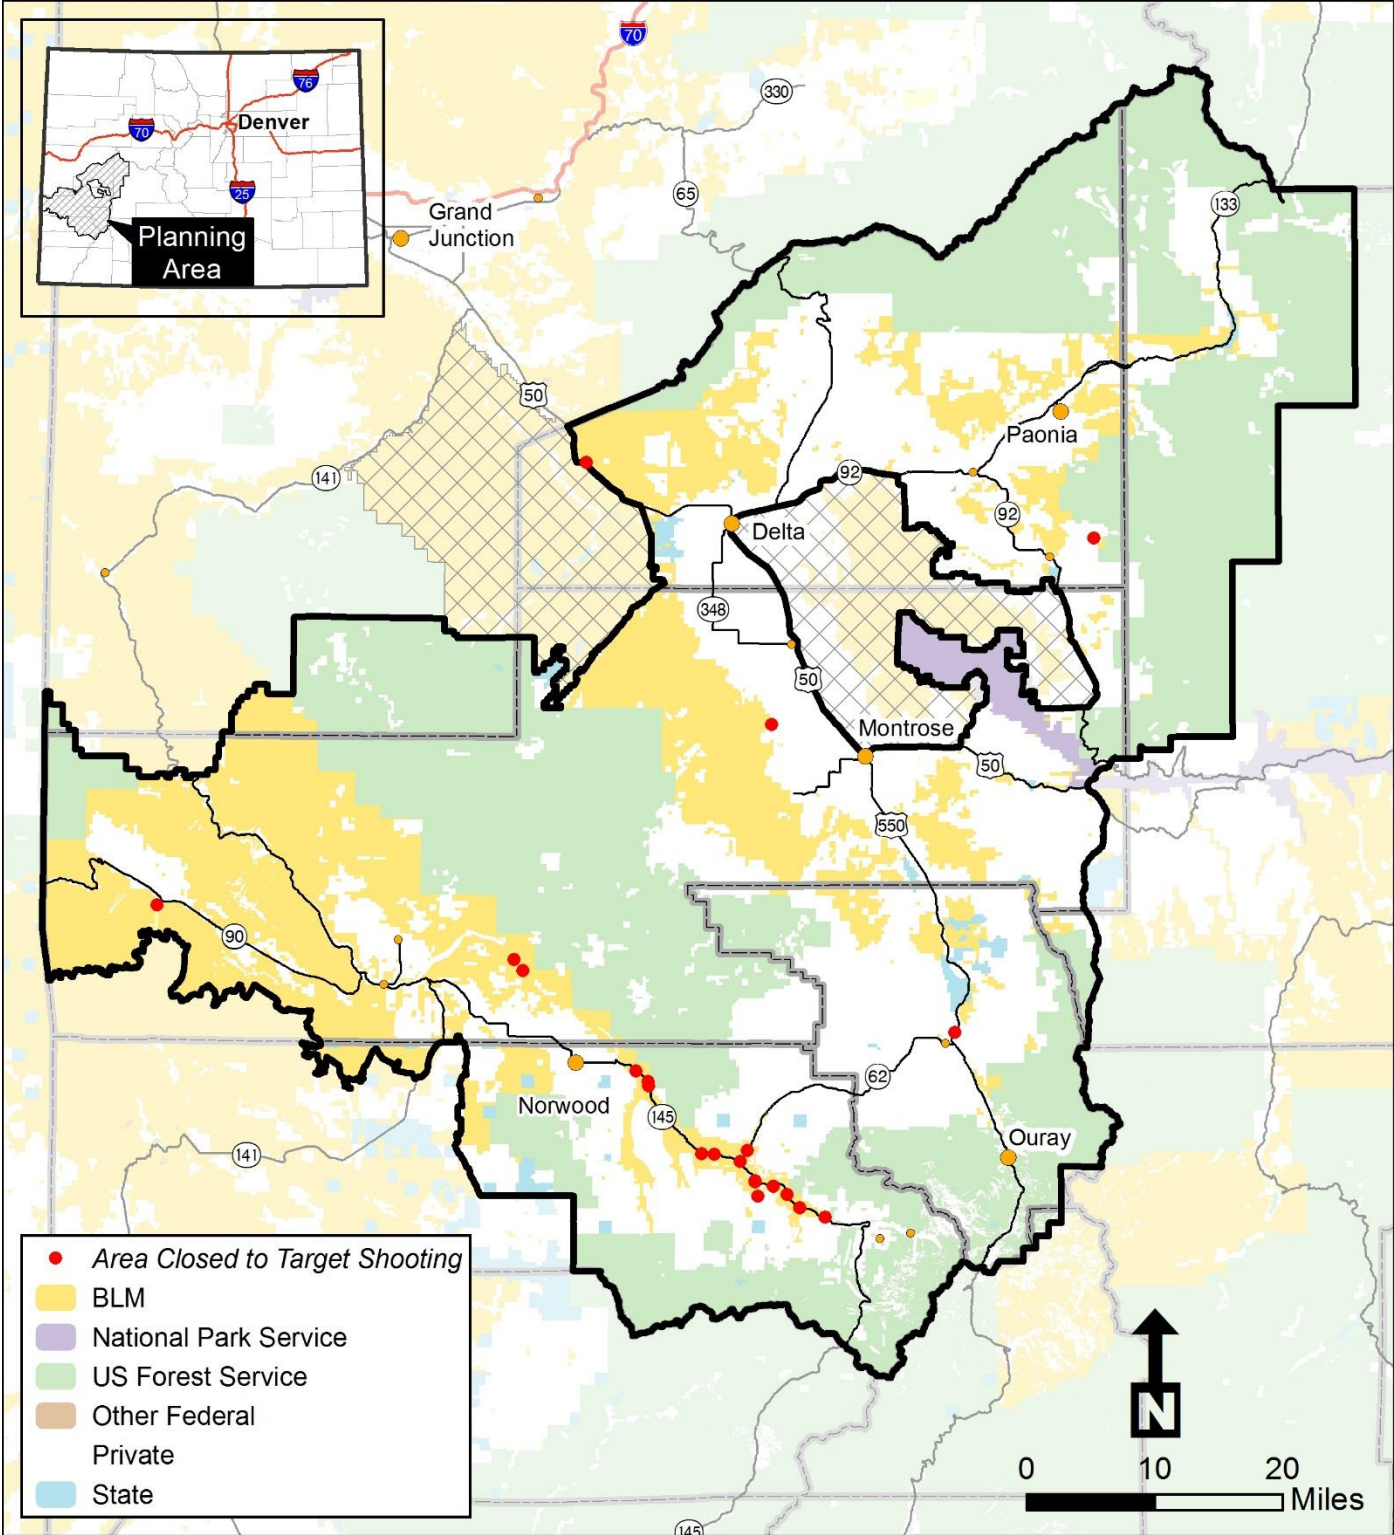 70
330
76
Denver
70
25
65
133
Planning
Area
Grand
Junction
50
141
Paonia
92
92
Delta
348
50
Montrose
50
550
90
62
Norwood
145
141
Ouray
Area Closed to Target Shooting
BLM
National Park Service
US Forest Service
Other Federal
Private
State
N
0 10 20
Miles
145